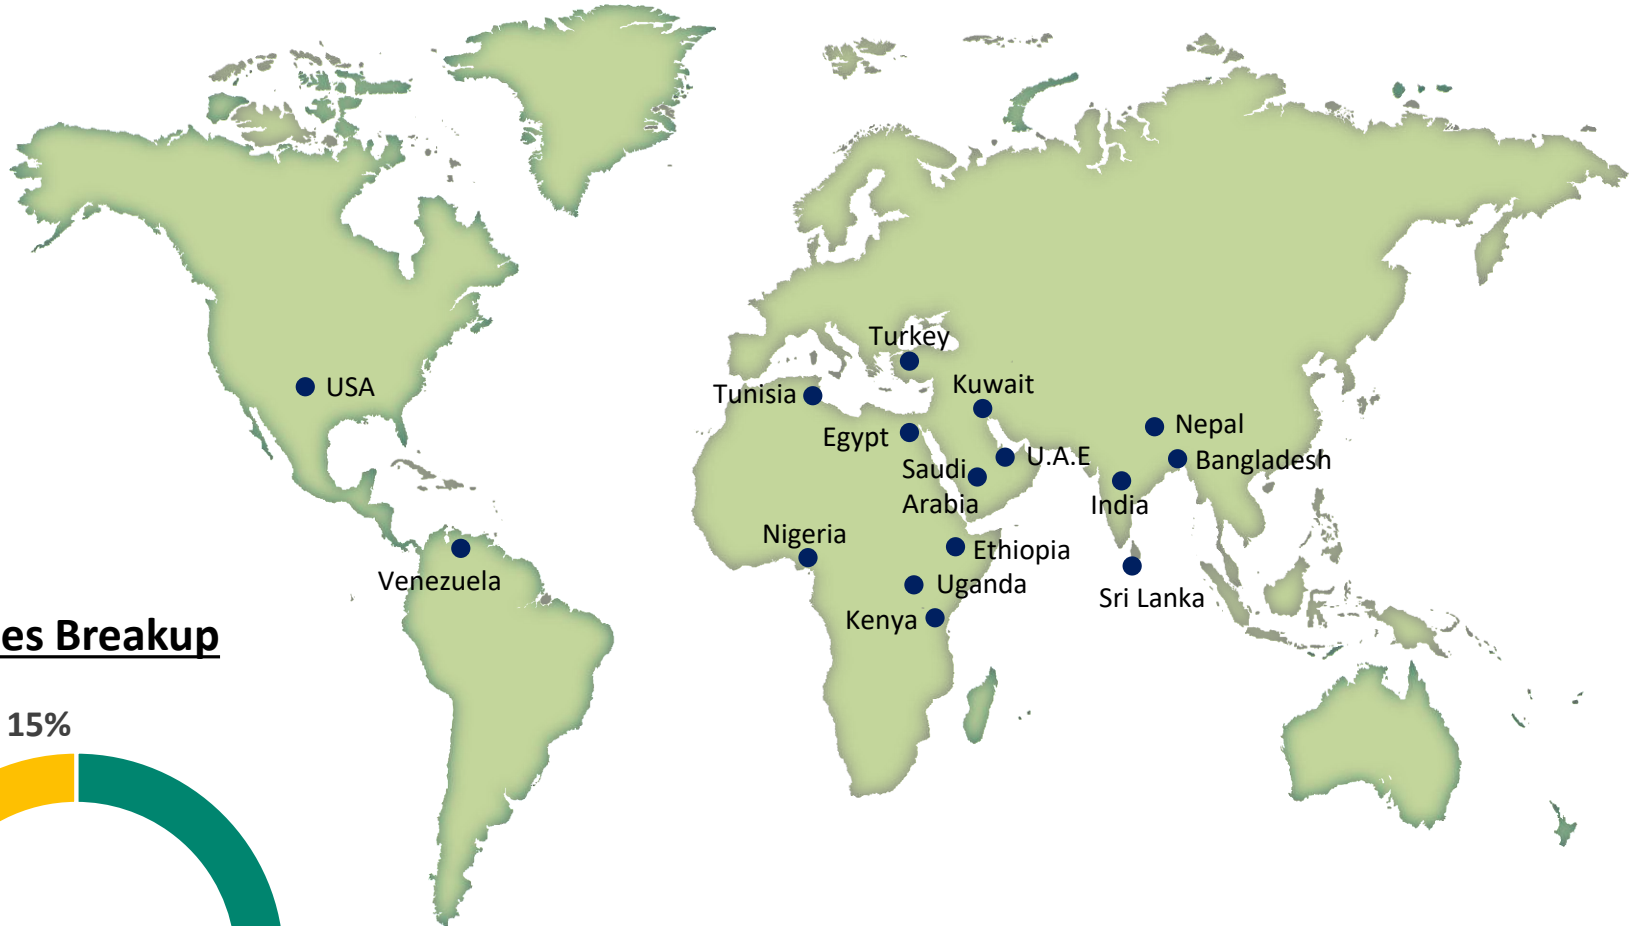 Turkey
Kuwait
USA
Tunisia
Egypt
Nepal
U.A.E
Bangladesh
Saudi
Arabia
India
Nigeria
Ethiopia
Venezuela
Uganda
Sri Lanka
Kenya
es Breakup
15%